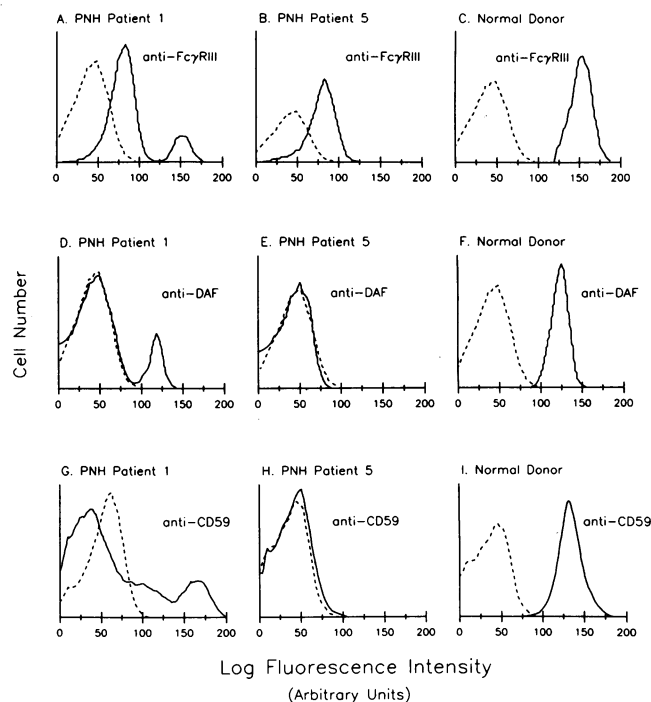 A. PNH Patient 1
B. PNH Patient 5
C. Normal Donor
anti-FcγRIII
anti-FcγRIII
anti-FcγRIII
0 50 100 150 200
0 50 100 150 200
0 50 100 150 200
D. PNH Patient 1
E. PNH Patient 5
F. Normal Donor
anti-DAF
anti-DAF
anti-DAF
0 50 100 150 200
0 50 100 150 200
0 50 100 150 200
Cell Number
G. PNH Patient 1
H. PNH Patient 5
I. Normal Donor
anti-CD59
anti-CD59
anti-CD59
0 50 100 150 200
0 50 100 150 200
0 50 100 150 200
Log Fluorescence Intensity
(Arbitrary Units)